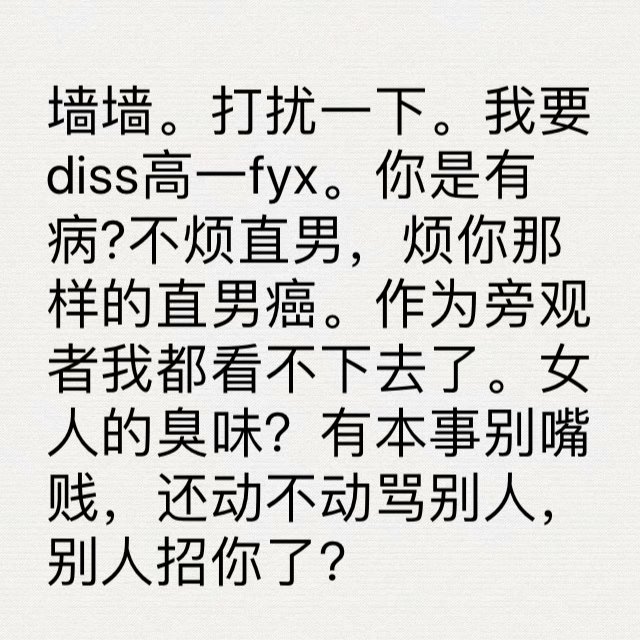 墙墙。打扰一下。我要
diss高一fyx。你是有
病?不烦直男，烦你那
样的直男癌。作为旁观
者我都看不下去了。女
人的臭味？有本事别嘴
贱，还动不动骂别人，
别人招你了？